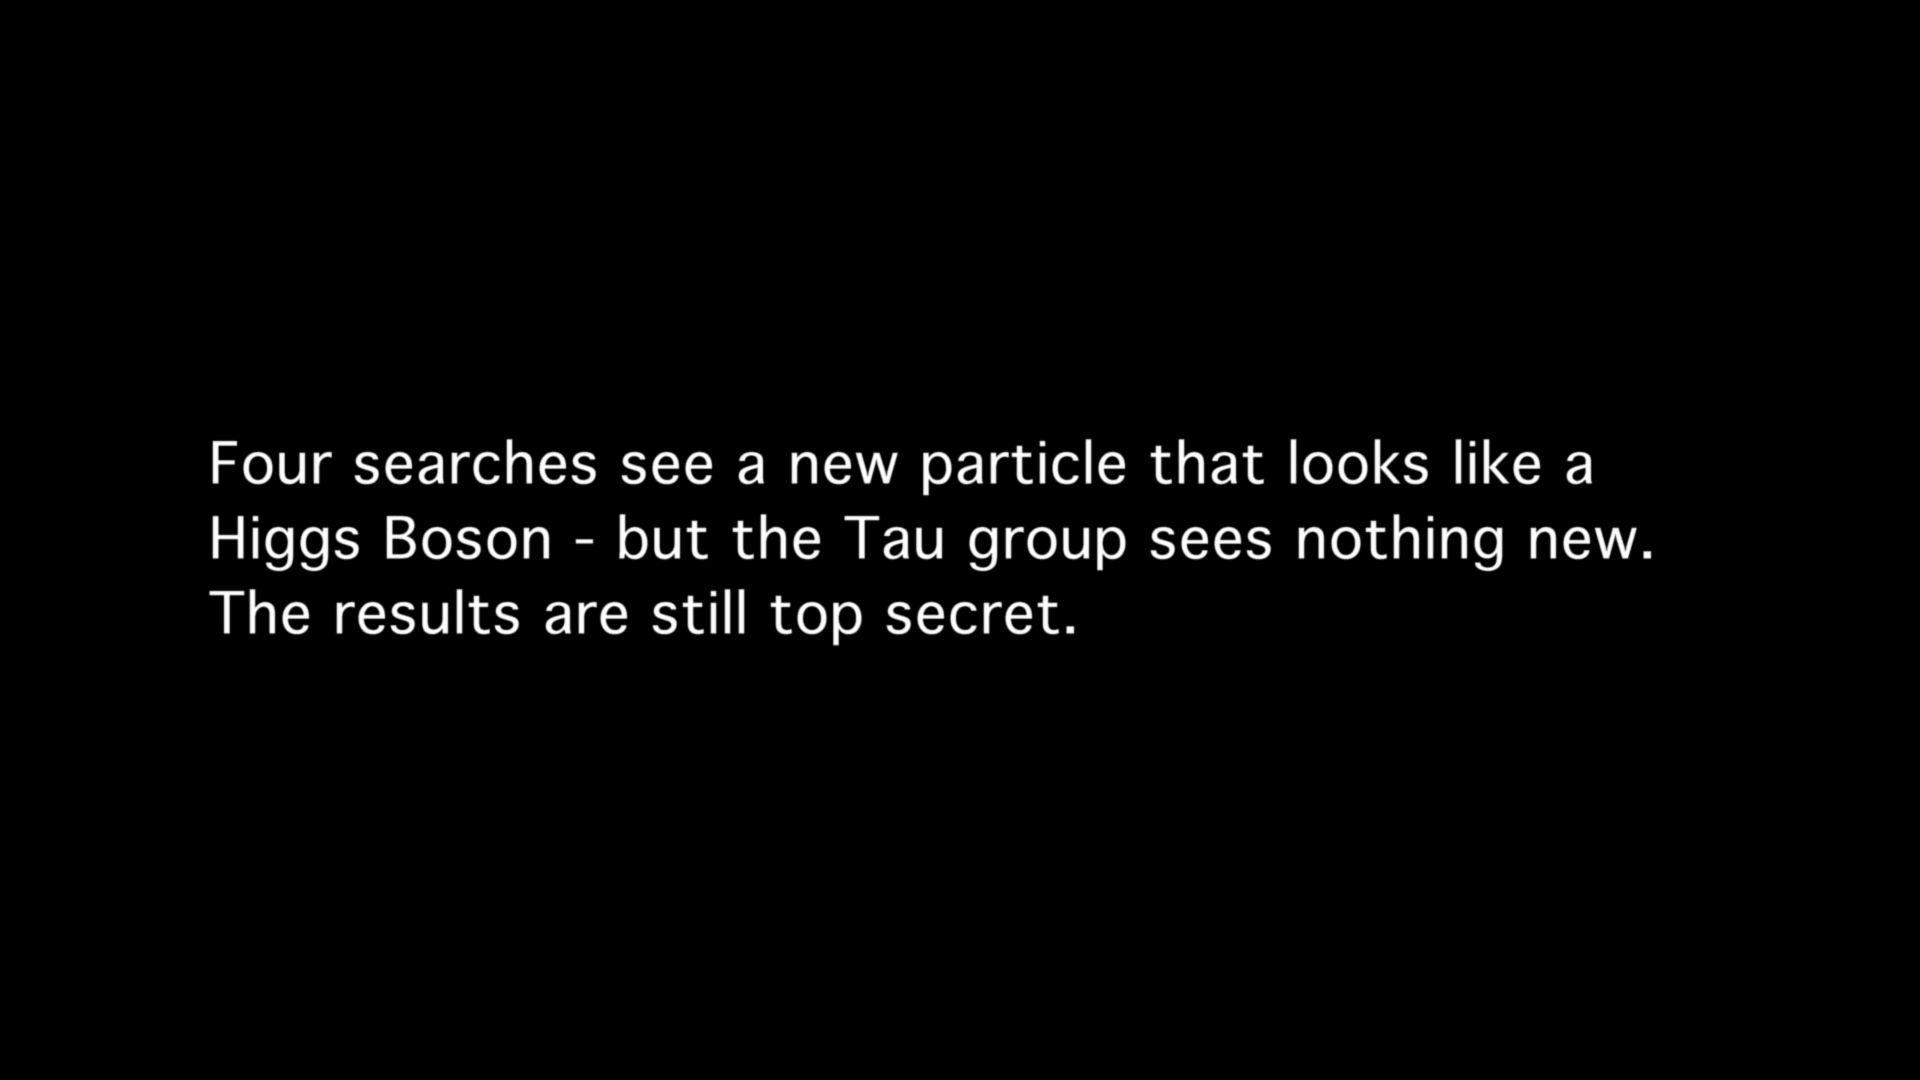 Four searches see a new particle that looks like a
Higgs Boson - but the Tau group sees nothing new.
The results are still top secret.